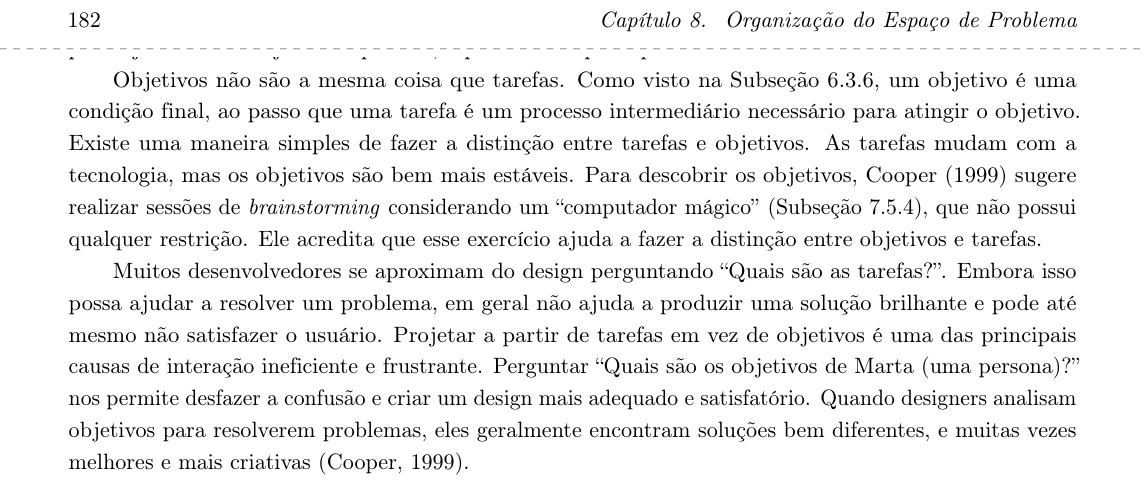 182
Capítulo 8. Organização do Espaço de Problema
Objetivos não são a mesma coisa que tarefas. Como visto na Subseção 6.3.6, um objetivo é uma
condição final, ao passo que uma tarefa é um processo intermediário necessário para atingir o objetivo.
Existe uma maneira simples de fazer a distinção entre tarefas e objetivos. As tarefas mudam com a
tecnologia, mas os objetivos são bem mais estáveis. Para descobrir os objetivos, Cooper (1999) sugere
realizar sessões de brainstorming considerando um “computador mágico” (Subseção 7.5.4), que não possui
qualquer restrição. Ele acredita que esse exercício ajuda a fazer a distinção entre objetivos e tarefas.
Muitos desenvolvedores se aproximam do design perguntando “Quais são as tarefas?”. Embora isso
possa ajudar a resolver um problema, em geral não ajuda a produzir uma solução brilhante e pode até
mesmo não satisfazer o usuário. Projetar a partir de tarefas em vez de objetivos é uma das principais
causas de interação ineficiente e frustrante. Perguntar “Quais são os objetivos de Marta (uma persona)?”
nos permite desfazer a confusão e criar um design mais adequado e satisfatório. Quando designers analisam
objetivos para resolverem problemas, eles geralmente encontram soluções bem diferentes, e muitas vezes
melhores e mais criativas (Cooper, 1999).